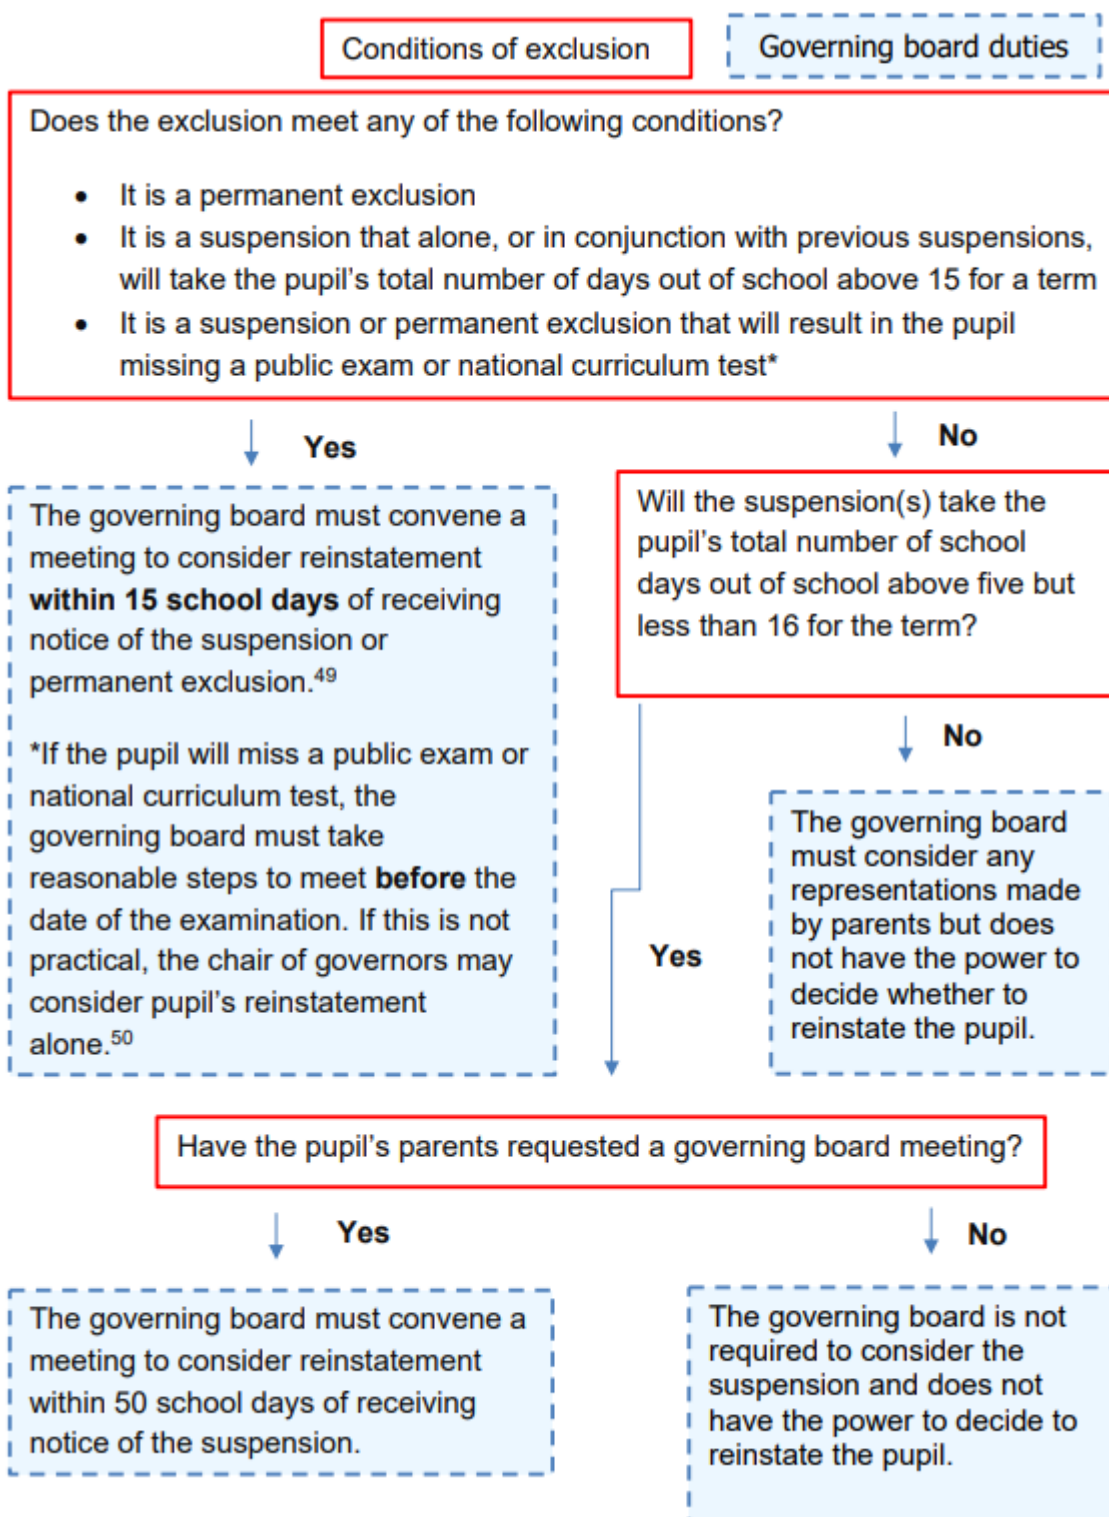 Conditions of exclusion
Governing board duties
Does the exclusion meet any of the following conditions?
• It is a permanent exclusion
• It is a suspension that alone, or in conjunction with previous suspensions,
will take the pupil’s total number of days out of school above 15 for a term
• It is a suspension or permanent exclusion that will result in the pupil
missing a public exam or national curriculum test*
Yes
No
The governing board must convene a
meeting to consider reinstatement
within 15 school days of receiving
notice of the suspension or
permanent exclusion.49
*If the pupil will miss a public exam or
national curriculum test, the
governing board must take
reasonable steps to meet before the
date of the examination. If this is not
practical, the chair of governors may
consider pupil’s reinstatement
alone.50
Will the suspension(s) take the
pupil’s total number of school
days out of school above five but
less than 16 for the term?
No
The governing board
must consider any
representations made
by parents but does
not have the power to
decide whether to
reinstate the pupil.
Yes
Have the pupil’s parents requested a governing board meeting?
Yes
No
The governing board must convene a
meeting to consider reinstatement
within 50 school days of receiving
notice of the suspension.
The governing board is not
required to consider the
suspension and does not
have the power to decide to
reinstate the pupil.